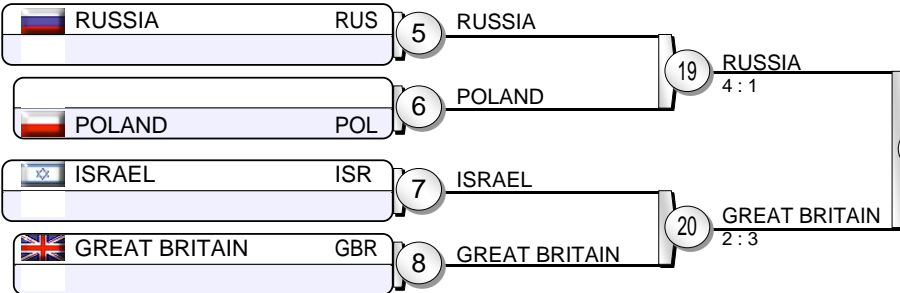 RUSSIA RUS
5
RUSSIA
6
POLAND
POLAND POL
19
RUSSIA
4 : 1
ISRAEL ISR
7
ISRAEL
GREAT BRITAIN GBR
8
GREAT BRITAIN
20
GREAT BRITAIN
2 : 3